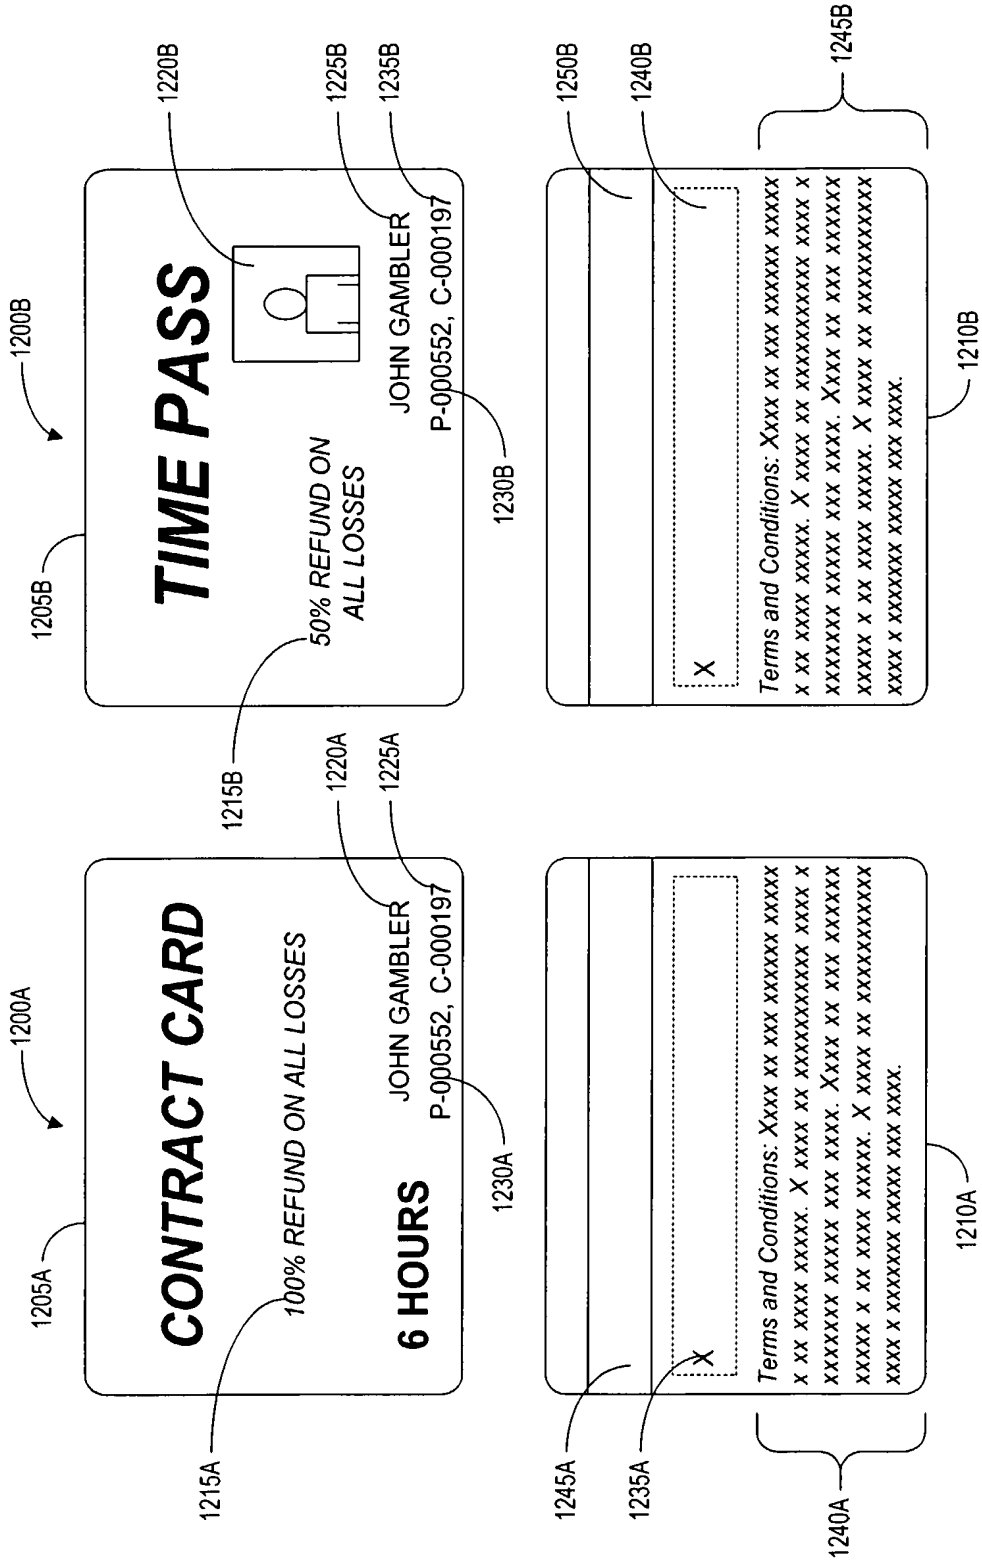 1200A
1205A
CONTRACT CARD
1215A
100% REFUND ON ALL LOSSES
1220A
6 HOURS
JOHN GAMBLER
1225A
P-000552, C-000197
1230A
1245A
1235A
X
Terms and Conditions: Xxxx xx xxx xxxxxx xxxxx
x xx xxxx xxxxx. X xxxx xx xxxxxxxxxx xxxx x
xxxxxxx xxxxx xxx xxxx. Xxxx xx xxx xxxxxx
xxxxx x xx xxxx xxxxx. X xxxx xx xxxxxxxxxx
xxxx x xxxxxxx xxxxx xxx xxxx.
1240A
1210A
1200B
1205B
TIME PASS
1220B
1215B
50% REFUND ON
ALL LOSSES
1225B
JOHN GAMBLER
1235B
P-000552, C-000197
1230B
1250B
1240B
X
Terms and Conditions: Xxxx xx xxx xxxxxx xxxxx
x xx xxxx xxxxx. X xxxx xx xxxxxxxxxx xxxx x
xxxxxxx xxxxx xxx xxxx. Xxxx xx xxx xxxxxx
xxxxx x xx xxxx xxxxx. X xxxx xx xxxxxxxxxx
xxxx x xxxxxxx xxxxx xxx xxxx.
1245B
1210B